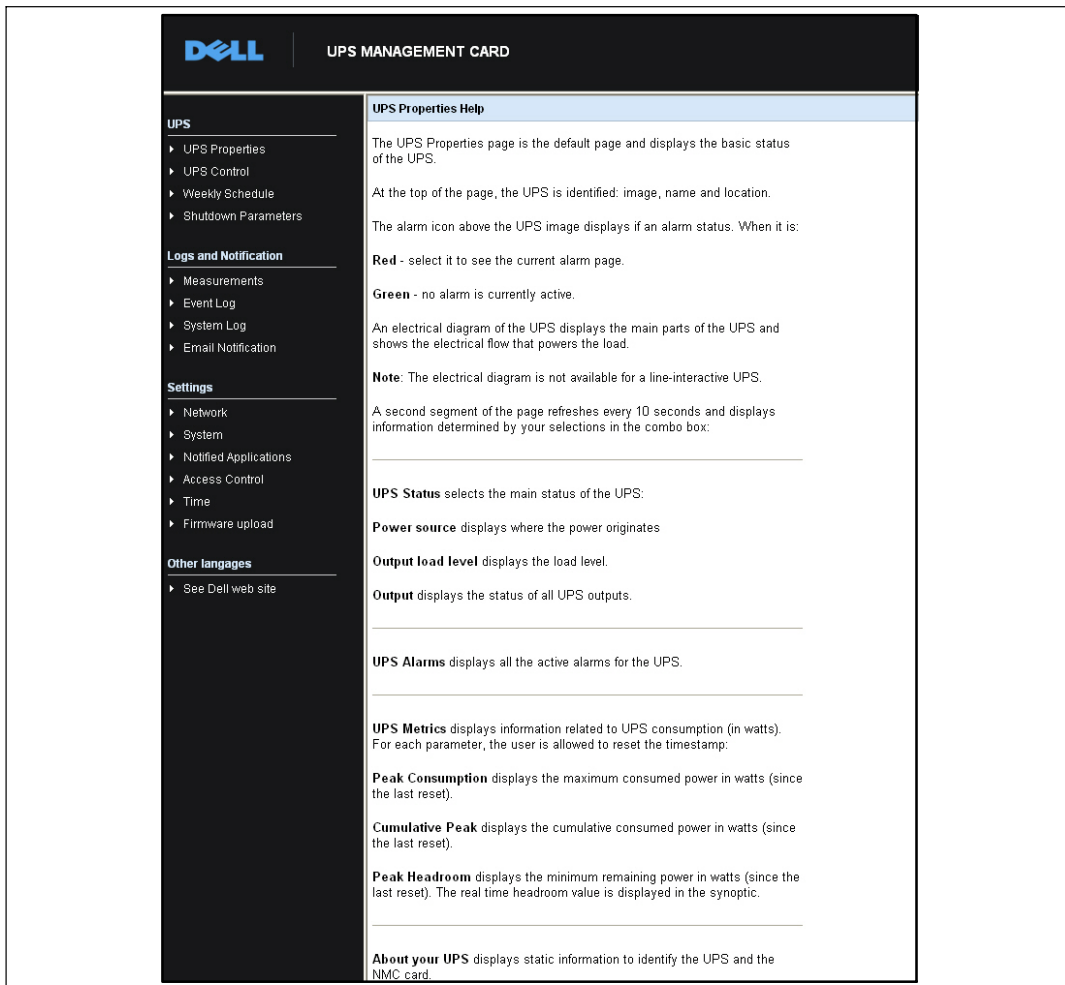 DELL
UPS MANAGEMENT CARD
UPS
UPS Properties
UPS Control
Weekly Schedule
Shutdown Parameters
Logs and Notification
Measurements
Event Log
System Log
Email Notification
Settings
Network
System
Notified Applications
Access Control
Time
Firmware upload
Other langages
See Dell web site
UPS Properties Help
The UPS Properties page is the default page and displays the basic status
of the UPS.
At the top of the page, the UPS is identified: image, name and location.
The alarm icon above the UPS image displays if an alarm status. When it is:
Red - select it to see the current alarm page.
Green - no alarm is currently active.
An electrical diagram of the UPS displays the main parts of the UPS and
shows the electrical flow that powers the load.
Note: The electrical diagram is not available for a line-interactive UPS.
A second segment of the page refreshes every 10 seconds and displays
information determined by your selections in the combo box:
UPS Status selects the main status of the UPS:
Power source displays where the power originates
Output load level displays the load level.
Output displays the status of all UPS outputs.
UPS Alarms displays all the active alarms for the UPS.
UPS Metrics displays information related to UPS consumption (in watts).
For each parameter, the user is allowed to reset the timestamp:
Peak Consumption displays the maximum consumed power in watts (since
the last reset).
Cumulative Peak displays the cumulative consumed power in watts (since
the last reset).
Peak Headroom displays the minimum remaining power in watts (since the
last reset). The real time headroom value is displayed in the synoptic.
About your UPS displays static information to identify the UPS and the
NMC card.